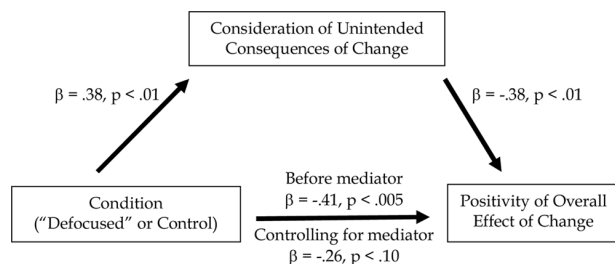 Consideration of Unintended
Consequences of Change
β = .38, p < .01
β = -.38, p < .01
Before mediator
β = -.41, p < .005
Condition
("Defocused" or Control)
Positivity of Overall
Effect of Change
Controlling for mediator
β = -.26, p < .10